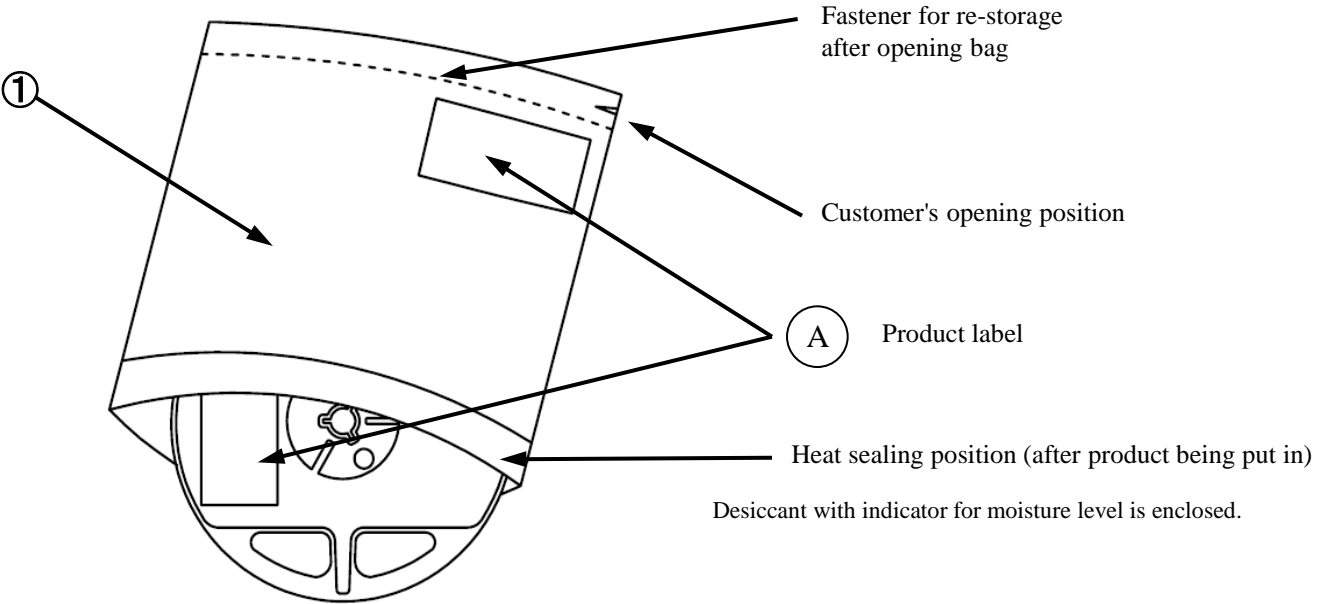 Fastener for re-storage
after opening bag
①
Customer's opening position
A Product label
Heat sealing position (after product being put in)
Desiccant with indicator for moisture level is enclosed.